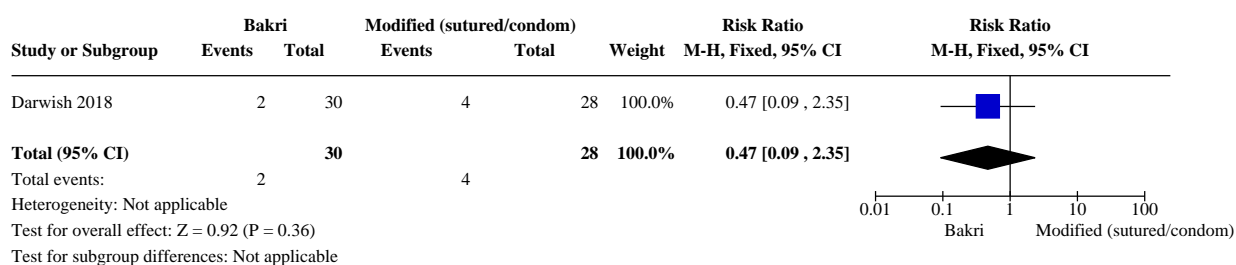 Bakri Modified (sutured/condom) Risk Ratio Risk Ratio
Study or Subgroup Events Total Events Total Weight M-H, Fixed, 95% CI M-H, Fixed, 95% CI
Darwish 2018 2 30 4 28 100.0% 0.47 [0.09 , 2.35]
Total (95% CI) 30 28 100.0% 0.47 [0.09 , 2.35]
Total events: 2 4
Heterogeneity: Not applicable 0.01 0.1 1 10 100
Test for overall effect: Z = 0.92 (P = 0.36) Bakri Modified (sutured/condom)
Test for subgroup differences: Not applicable